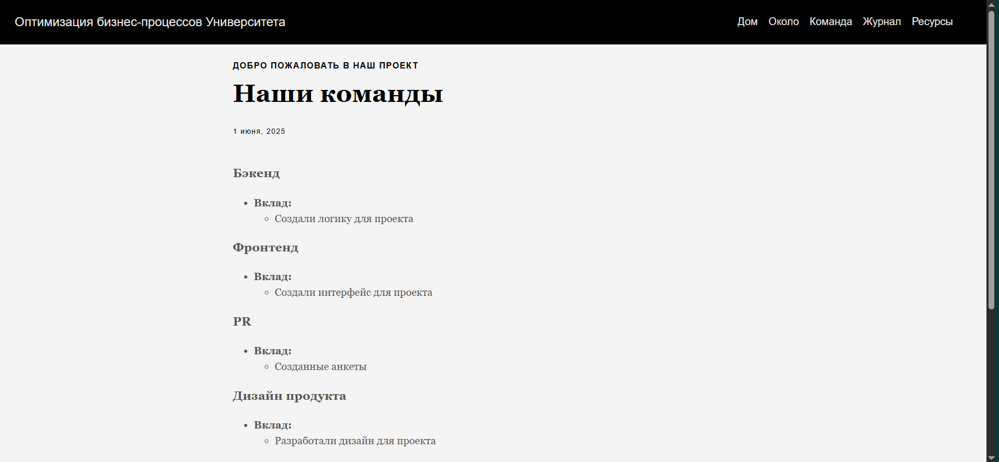 Оптимизация бизнес-процессов Университета
Дом Около Команда Журнал Ресурсы
ДОБРО ПОЖАЛОВАТЬ В НАШ ПРОЕКТ
Наши команды
1 июня, 2025
Бэкенд
Вклад:
Создали логику для проекта
Фронтенд
Вклад:
Создали интерфейс для проекта
PR
Вклад:
Созданные анкеты
Дизайн продукта
Вклад:
Разработали дизайн для проекта